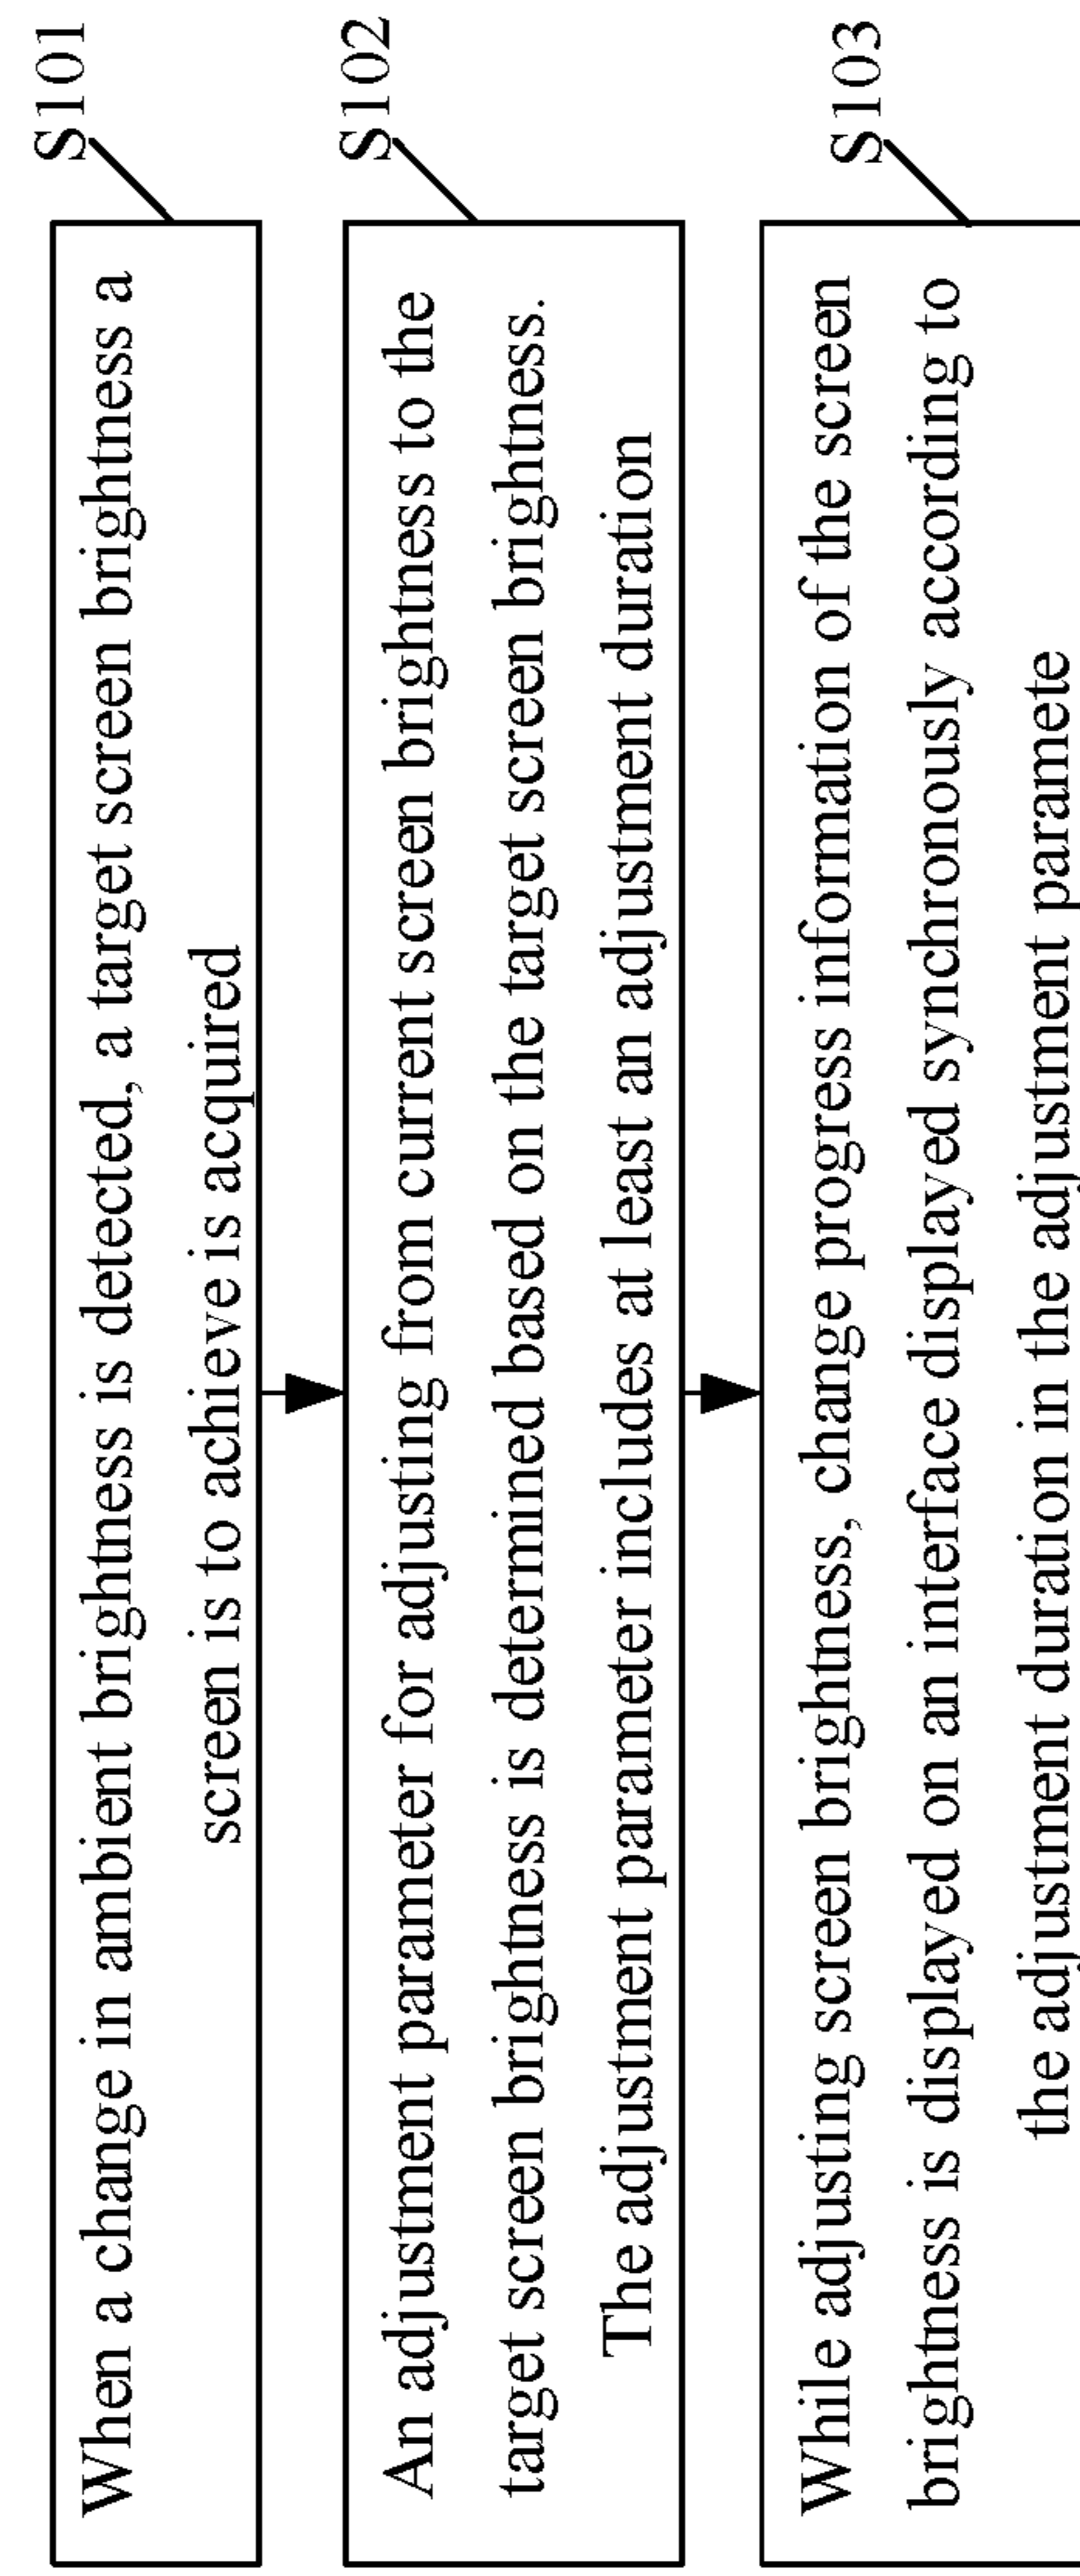 S101
When a change in ambient brightness is detected, a target screen brightness a
screen is to achieve is acquired
S102
An adjustment parameter for adjusting from current screen brightness to the
target screen brightness is determined based on the target screen brightness.
The adjustment parameter includes at least an adjustment duration
S103
While adjusting screen brightness, change progress information of the screen
brightness is displayed on an interface displayed synchronously according to
the adjustment duration in the adjustment paramete